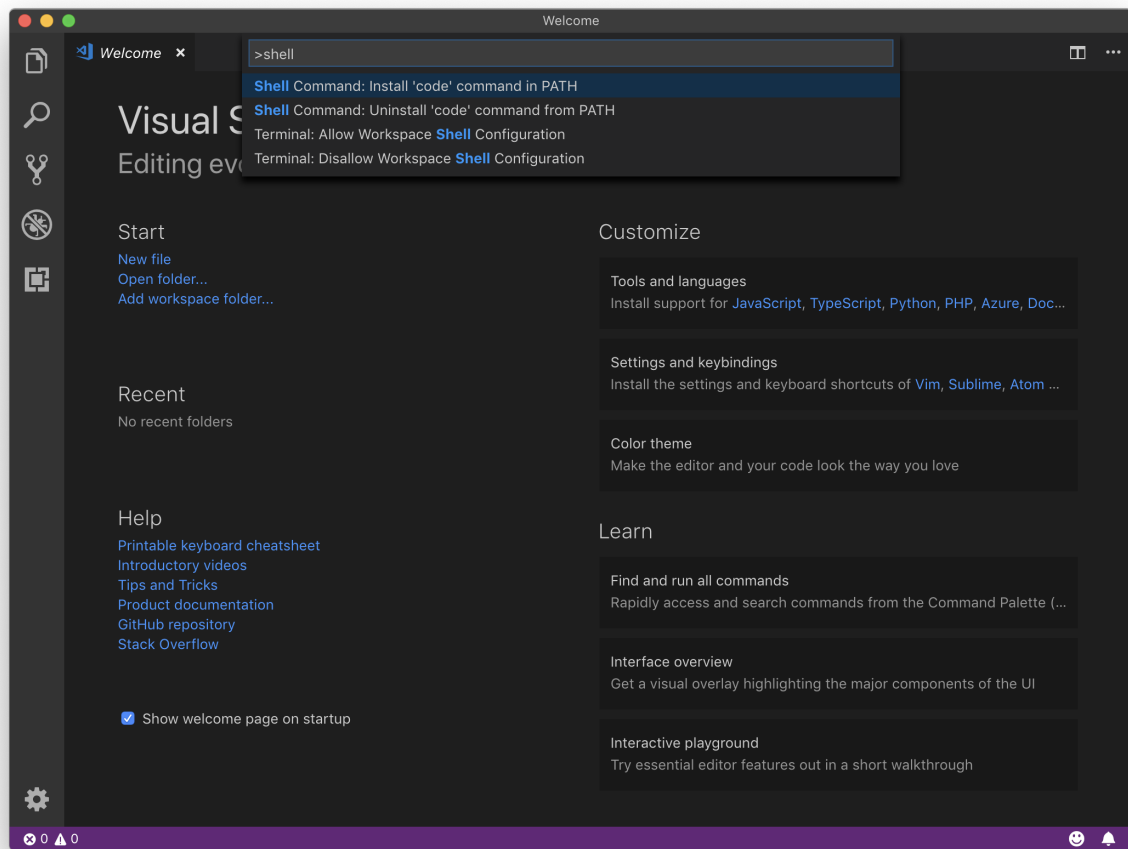 Welcome
Welcome ×
>shell
Shell Command: Install 'code' command in PATH
Shell Command: Uninstall 'code' command from PATH
Terminal: Allow Workspace Shell Configuration
Terminal: Disallow Workspace Shell Configuration
Visual
Editing
Start
New file
Open folder...
Add workspace folder...
Recent
No recent folders
Help
Printable keyboard cheatsheet
Introductory videos
Tips and Tricks
Product documentation
GitHub repository
Stack Overflow
Show welcome page on startup
Customize
Tools and languages
Install support for JavaScript, TypeScript, Python, PHP, Azure, Doc...
Settings and keybindings
Install the settings and keyboard shortcuts of Vim, Sublime, Atom ...
Color theme
Make the editor and your code look the way you love
Learn
Find and run all commands
Rapidly access and search commands from the Command Palette (...
Interface overview
Get a visual overlay highlighting the major components of the UI
Interactive playground
Try essential editor features out in a short walkthrough
0 0